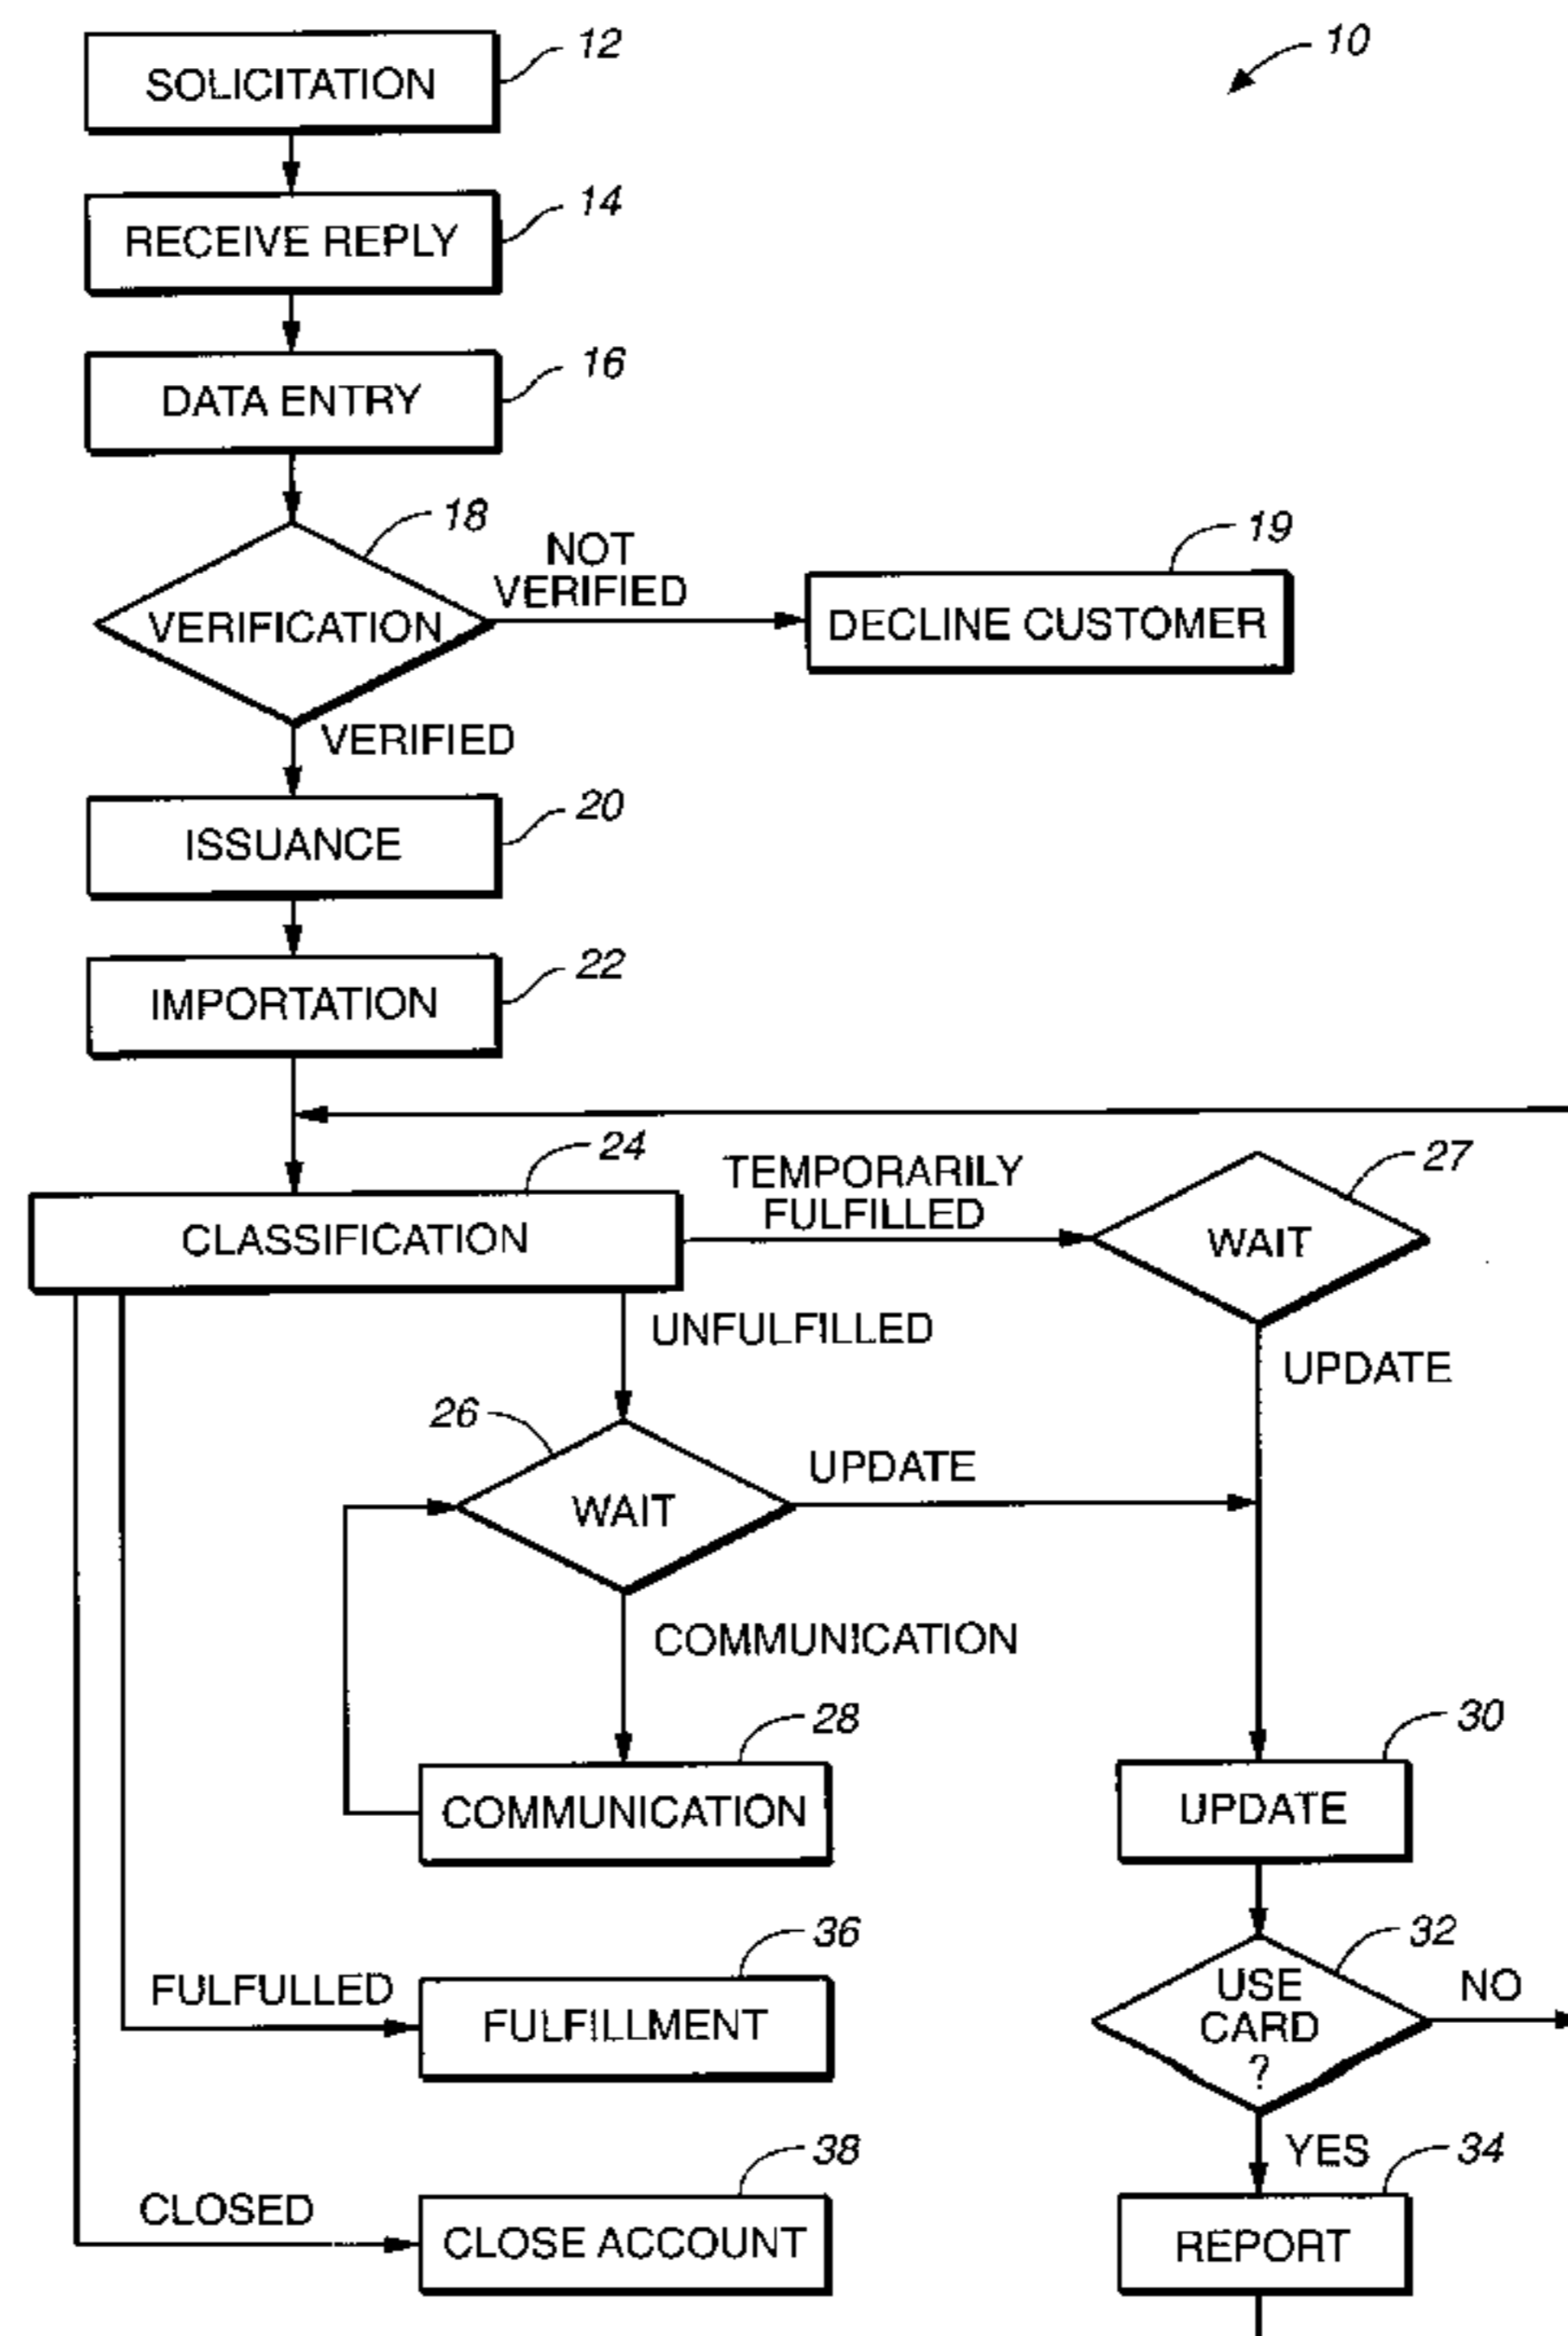 12
10
SOLICITATION
14
RECEIVE REPLY
16
DATA ENTRY
18
NOT
VERIFIED
19
VERIFICATION
DECLINE CUSTOMER
VERIFIED
20
ISSUANCE
22
IMPORTATION
24
TEMPORARILY
FULFILLED
27
CLASSIFICATION
WAIT
UNFULFILLED
UPDATE
26
UPDATE
WAIT
COMMUNICATION
28
30
COMMUNICATION
UPDATE
36
32
FULFULLED
FULFILLMENT
USE
CARD
?
NO
38
YES
34
CLOSED
CLOSE ACCOUNT
REPORT